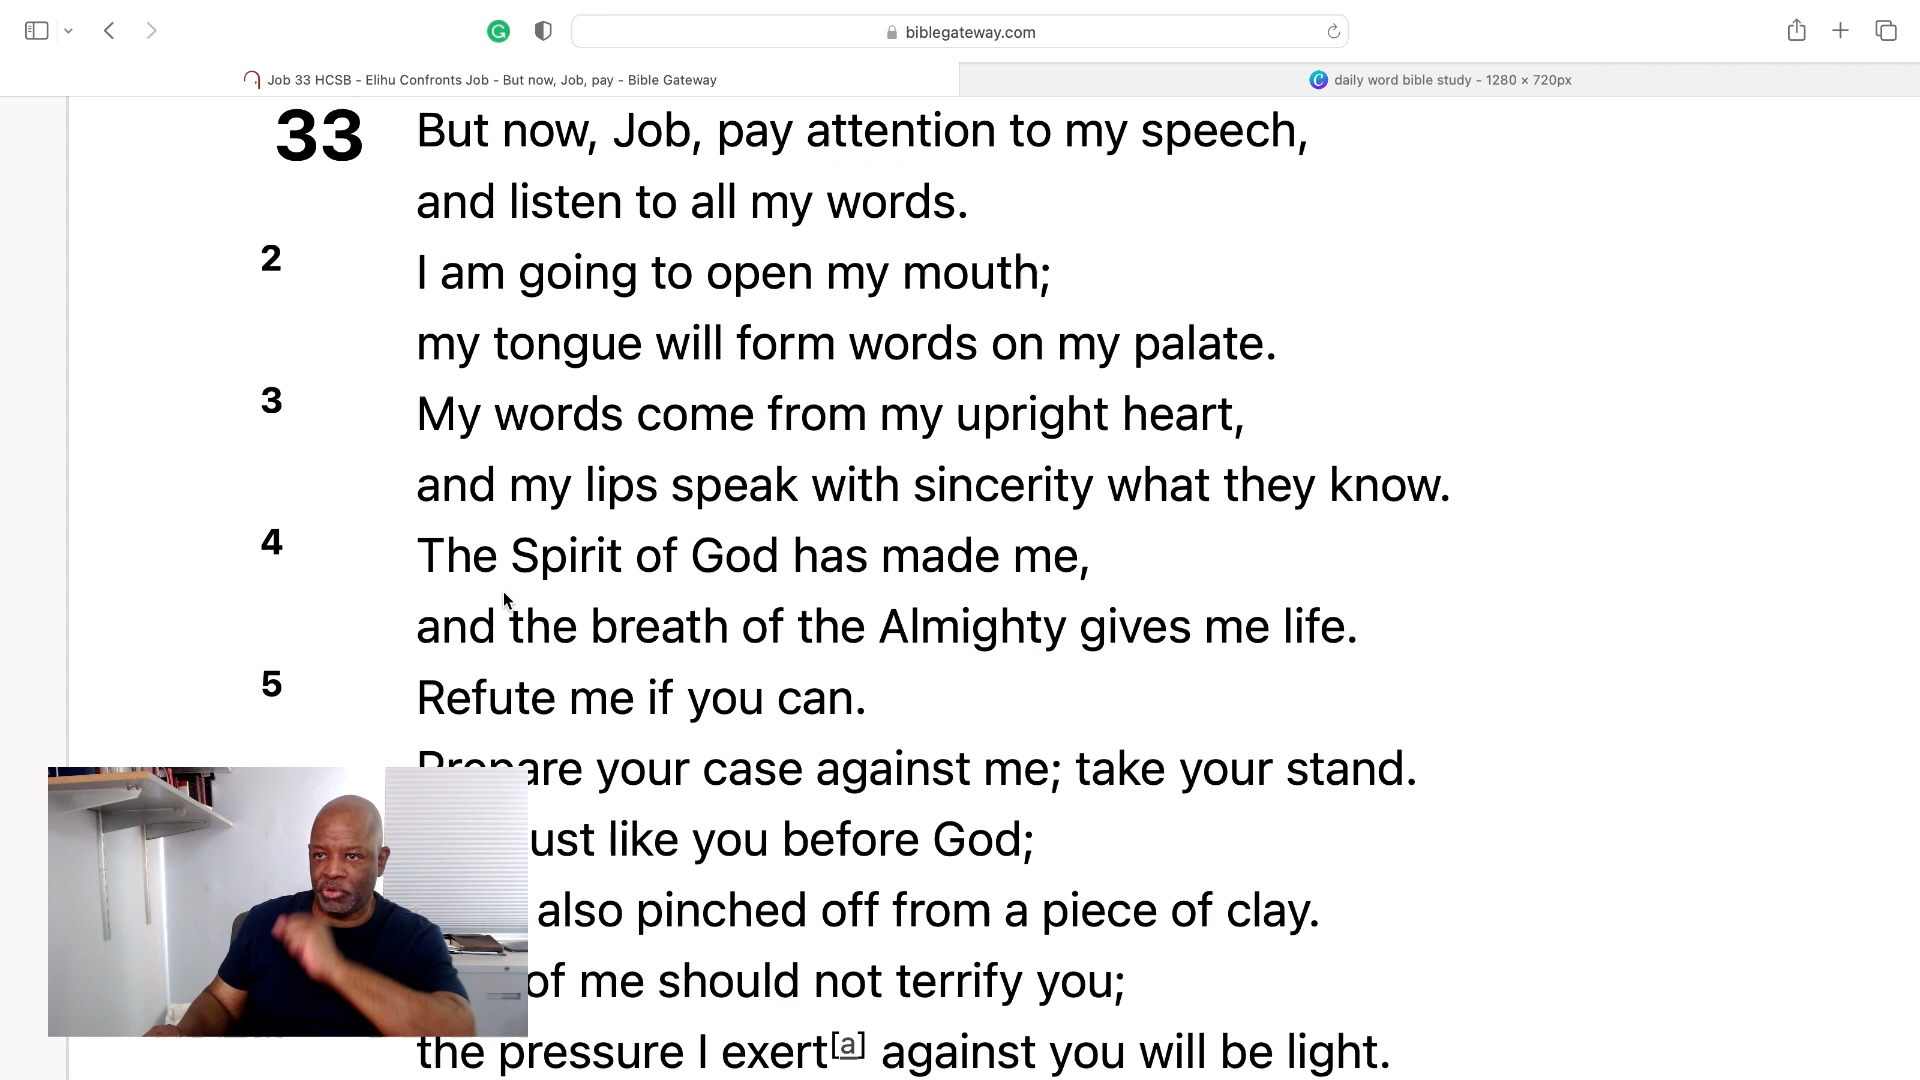 biblegateway.com
Job 33 HCSB - Elihu Confronts Job - But now, Job, pay - Bible Gateway
daily word bible study - 1280 × 720px
33 But now, Job, pay attention to my speech,
and listen to all my words.
2 I am going to open my mouth;
my tongue will form words on my palate.
3 My words come from my upright heart,
and my lips speak with sincerity what they know.
4 The Spirit of God has made me,
and the breath of the Almighty gives me life.
5 Refute me if you can.
Prepare your case against me; take your stand.
like you before God;
also pinched off from a piece of clay.
of me should not terrify you;
the pressure I exert[a] against you will be light.